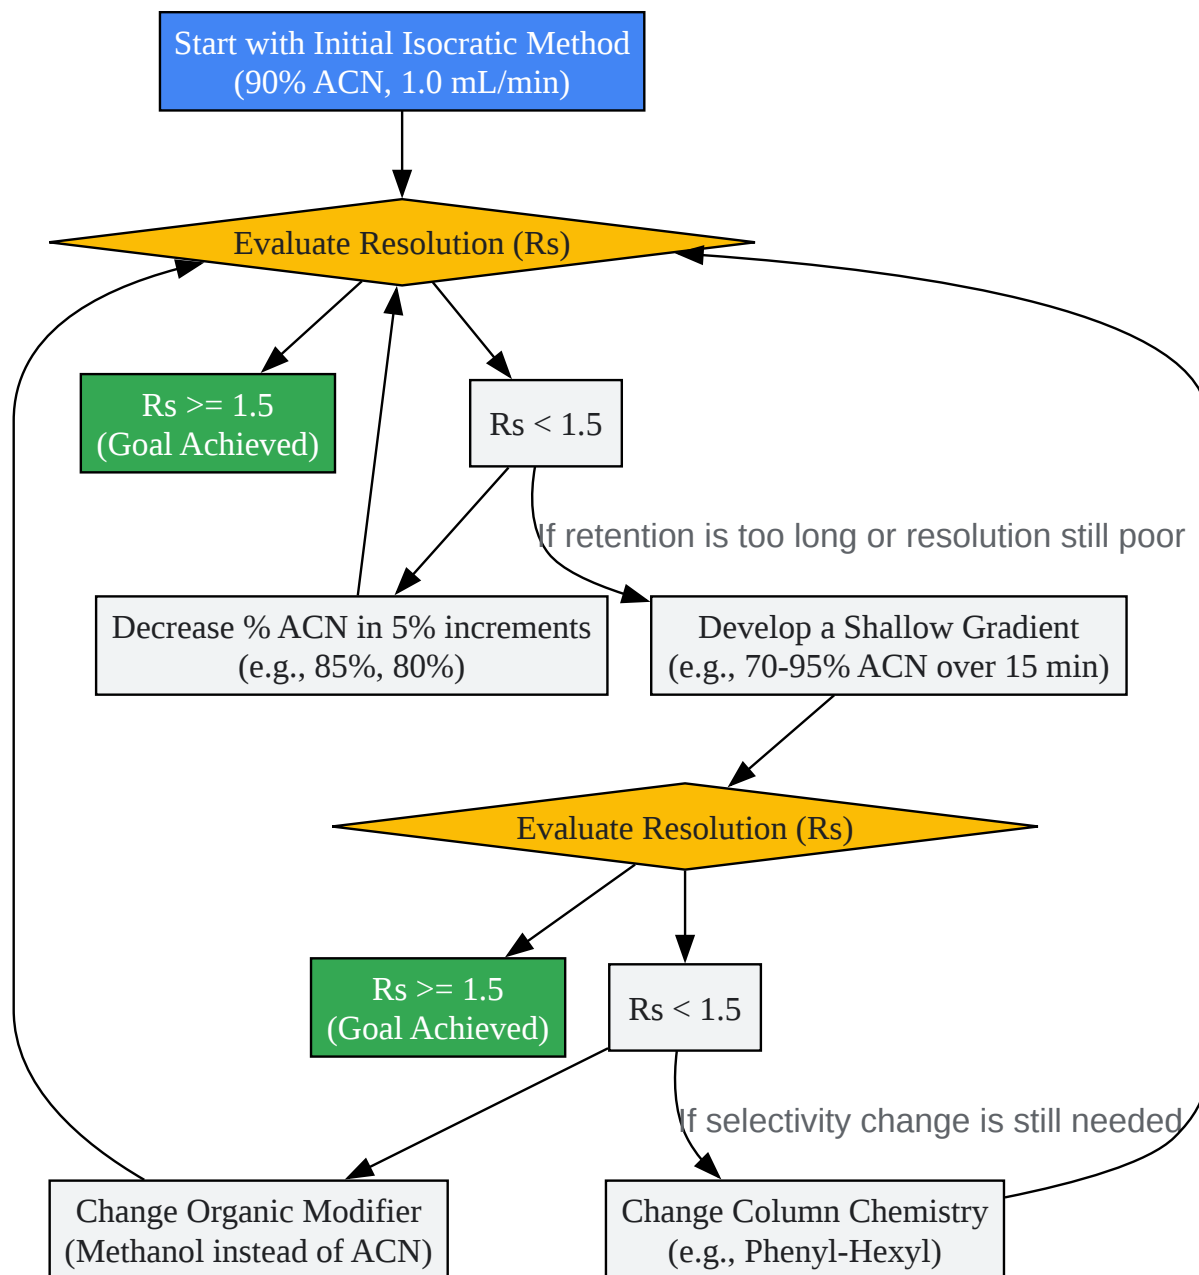 Start with Initial Isocratic Method
(90% ACN, 1.0 mL/min)
Evaluate Resolution (Rs)
Rs >= 1.5
(Goal Achieved)
Rs < 1.5
If retention is too long or resolution still poor
Decrease % ACN in 5% increments
(e.g., 85%, 80%)
Develop a Shallow Gradient
(e.g., 70-95% ACN over 15 min)
Evaluate Resolution (Rs)
Rs >= 1.5
(Goal Achieved)
Rs < 1.5
If selectivity change is still needed
Change Organic Modifier
(Methanol instead of ACN)
Change Column Chemistry
(e.g., Phenyl-Hexyl)